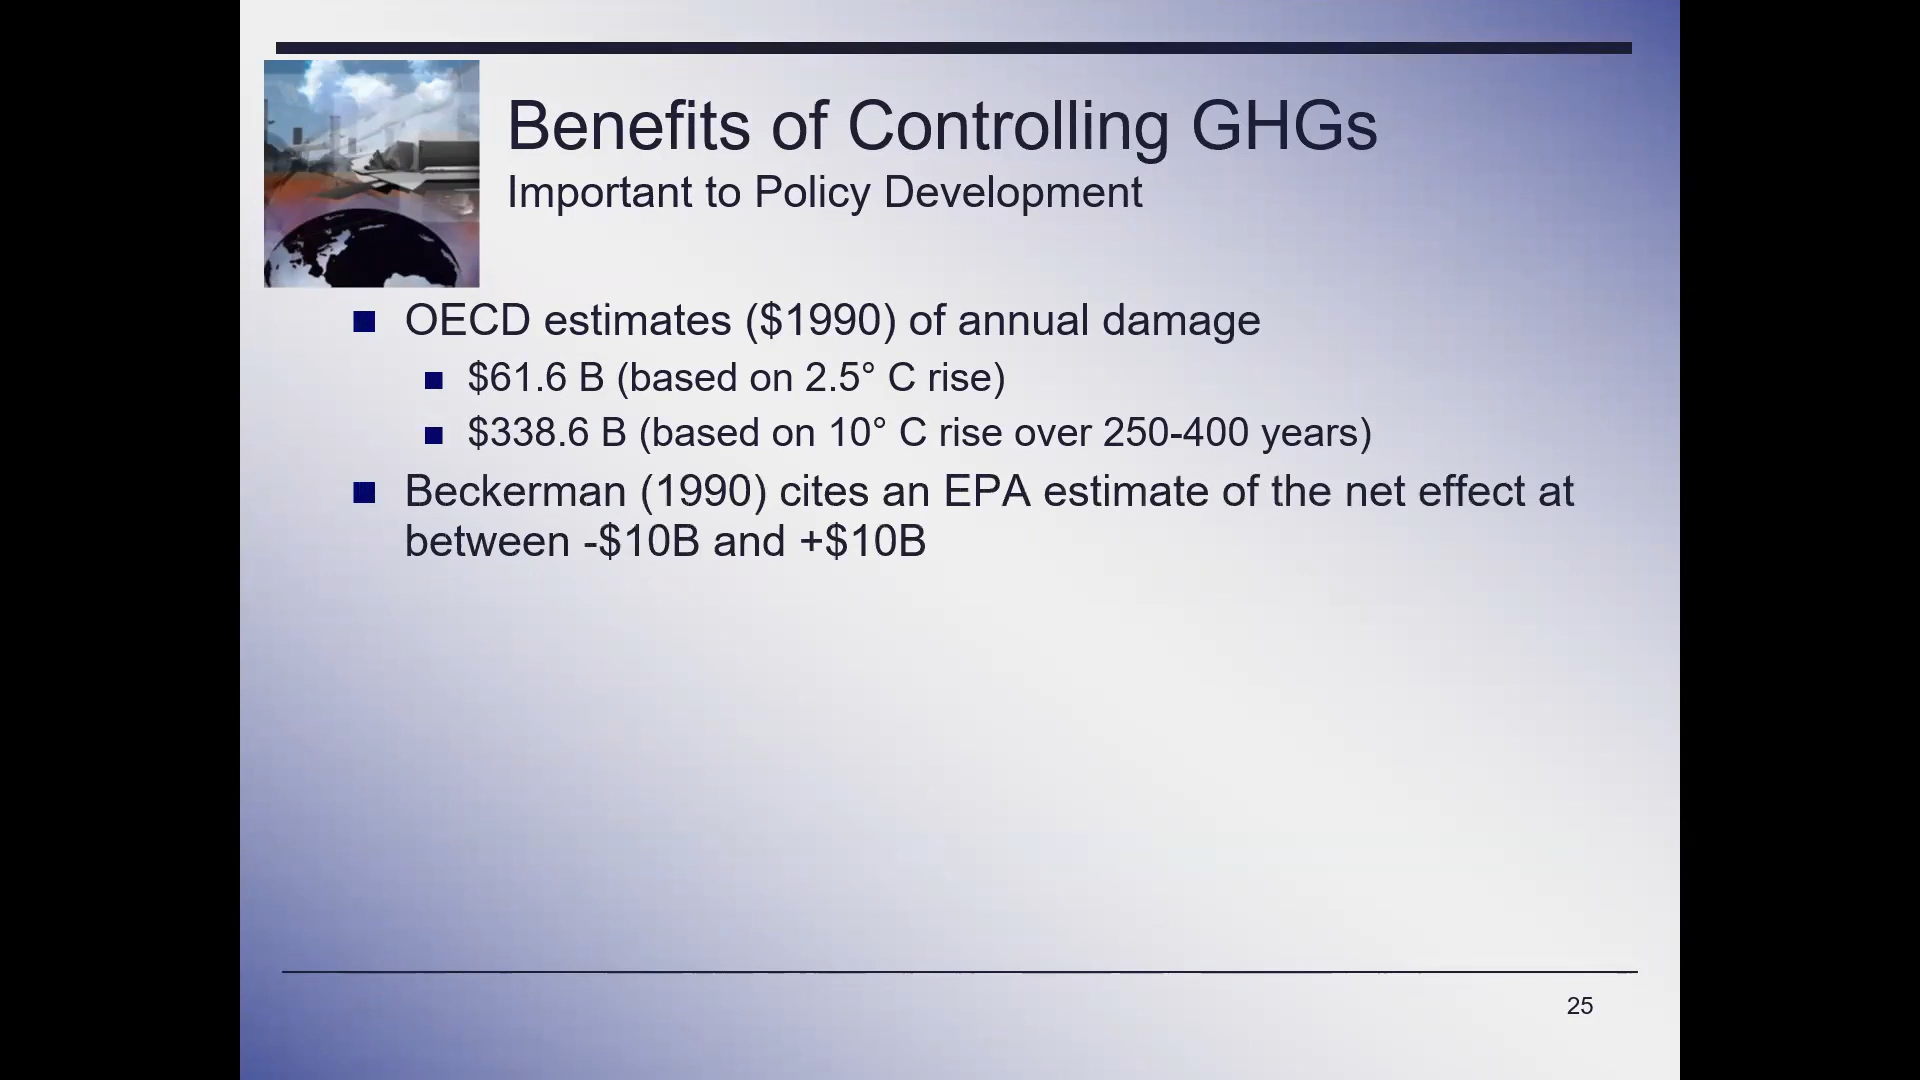 Benefits of Controlling GHGs
Important to Policy Development
OECD estimates ($1990) of annual damage
$61.6 B (based on 2.5° C rise)
$338.6 B (based on 10° C rise over 250-400 years)
Beckerman (1990) cites an EPA estimate of the net effect at
between -$10B and +$10B
25